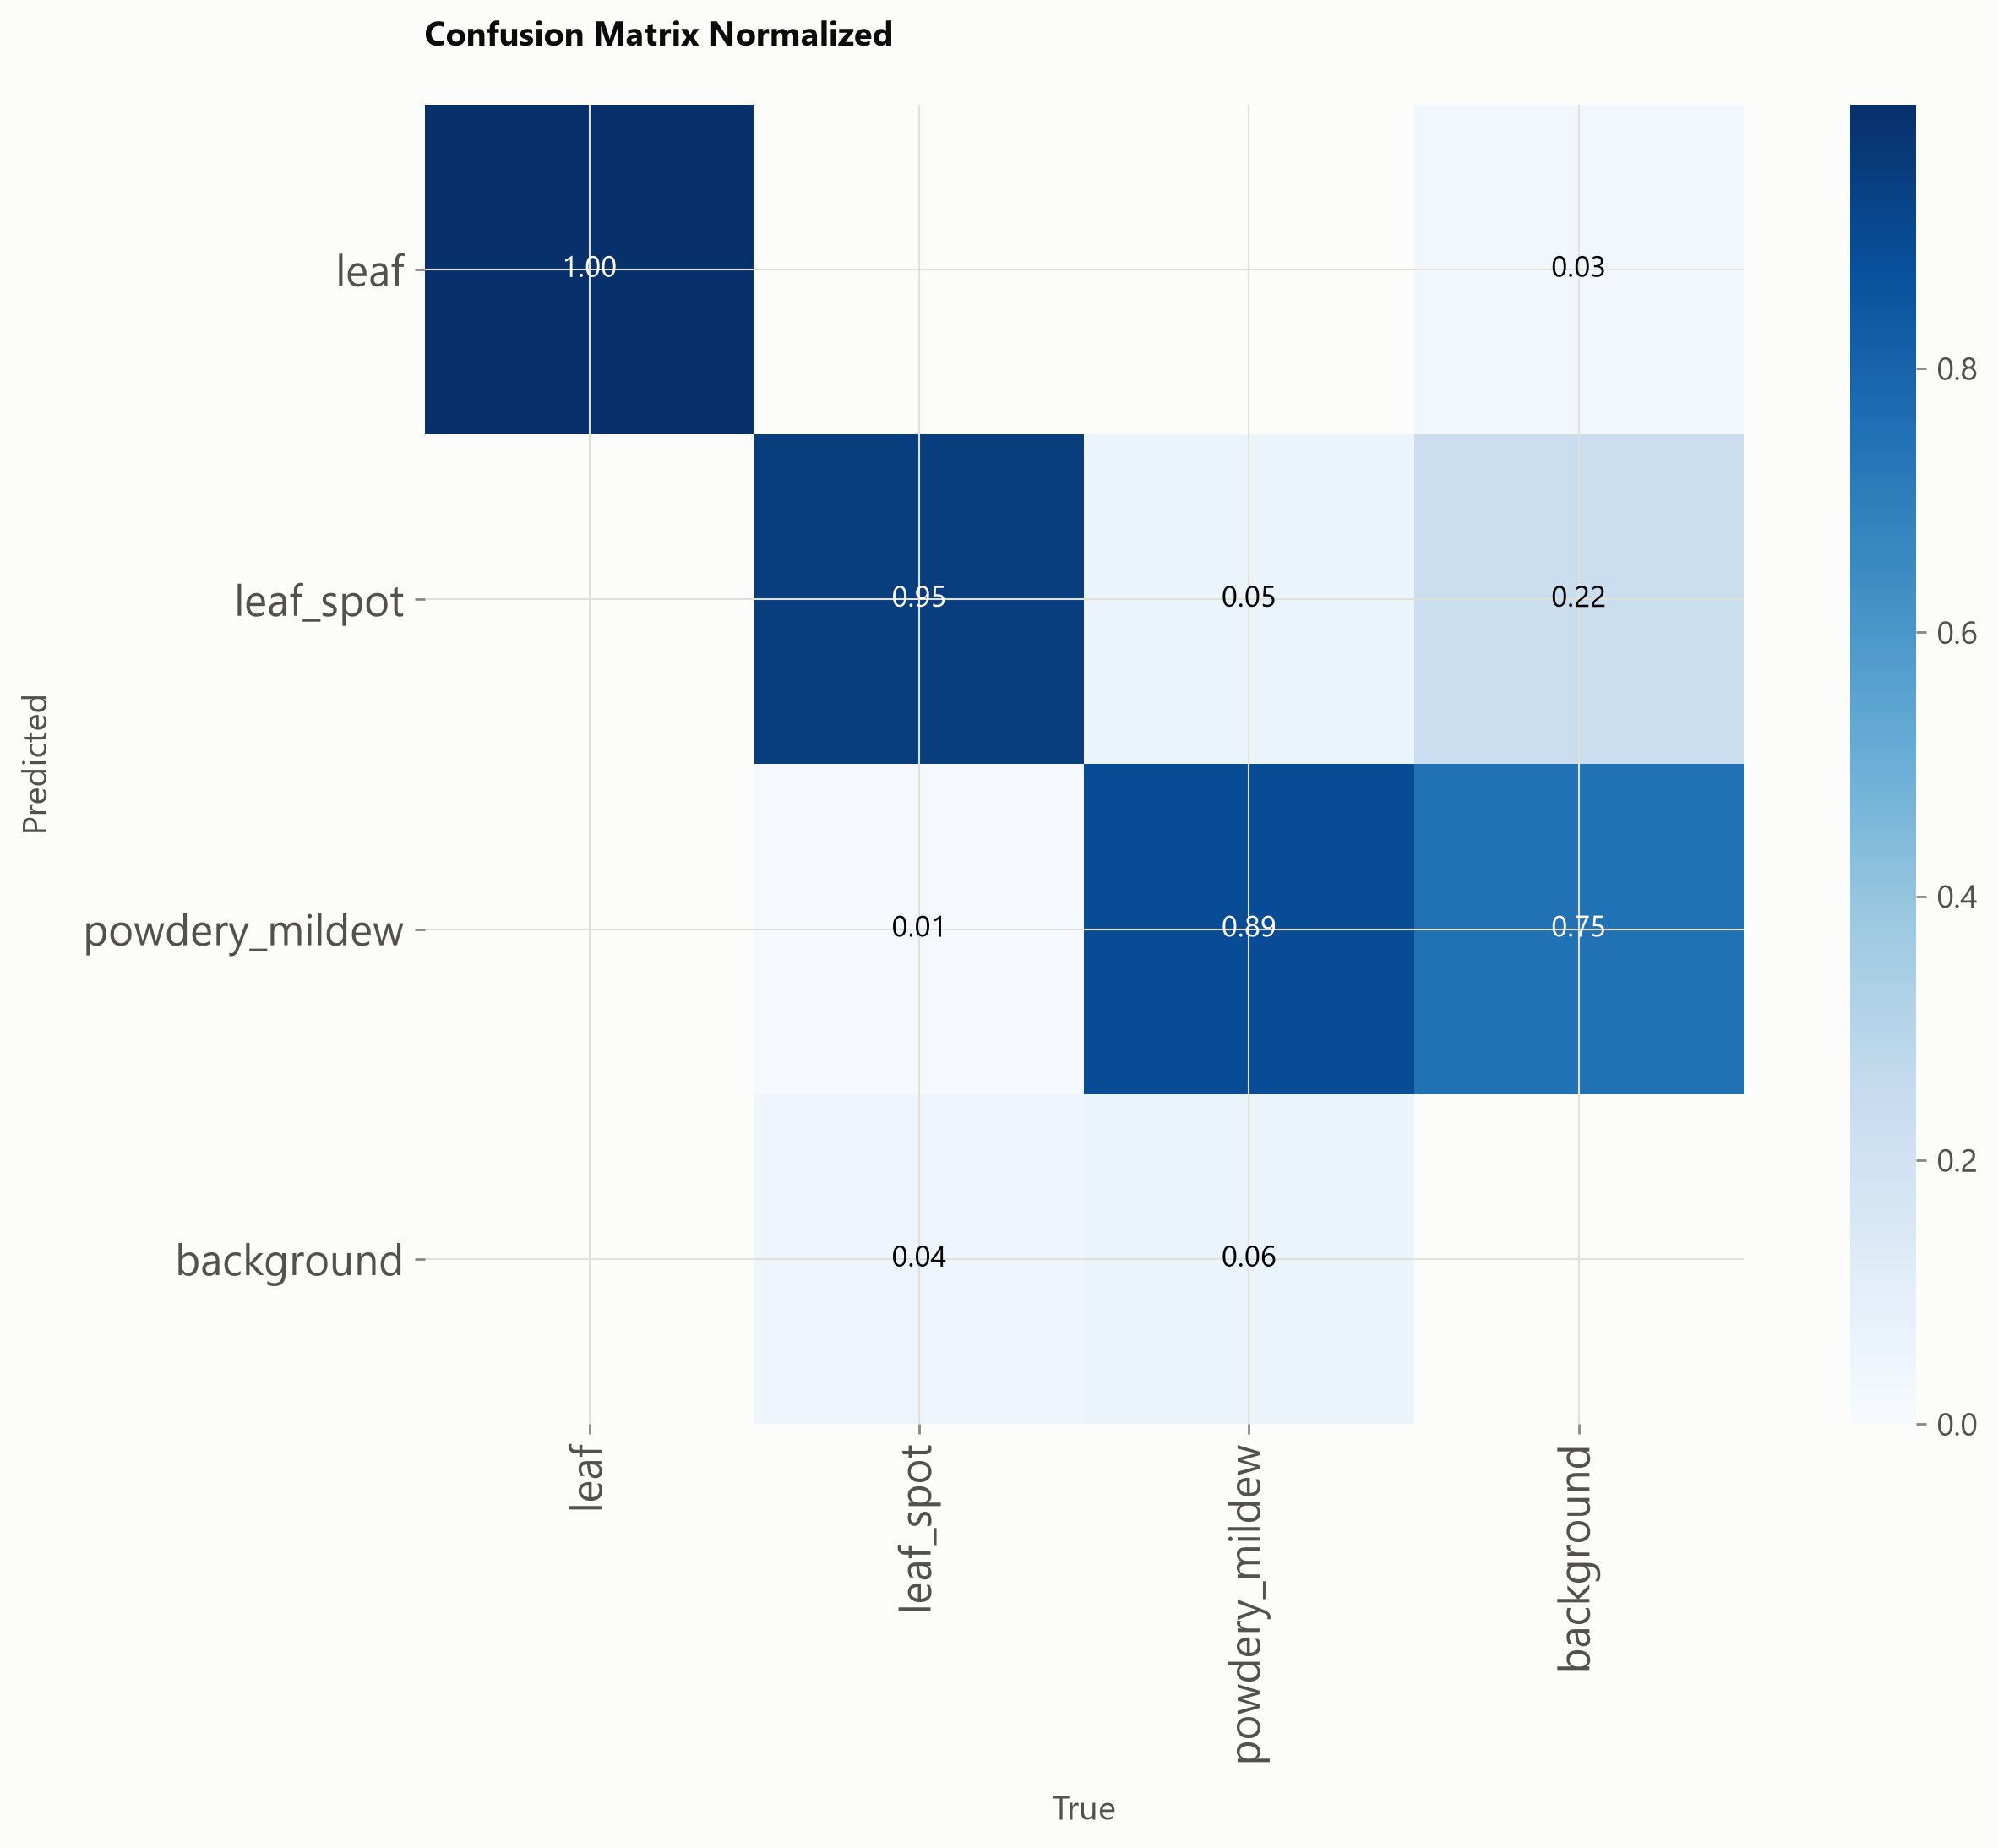 Confusion Matrix Normalized
leaf
1.00
0.03
leaf_spot
0.95
0.05
0.22
powdery_mildew
0.01
0.89
0.75
background
0.04
0.06
Predicted
leaf
leaf_spot
powdery_mildew
background
True
0.8
0.6
0.4
0.2
0.0